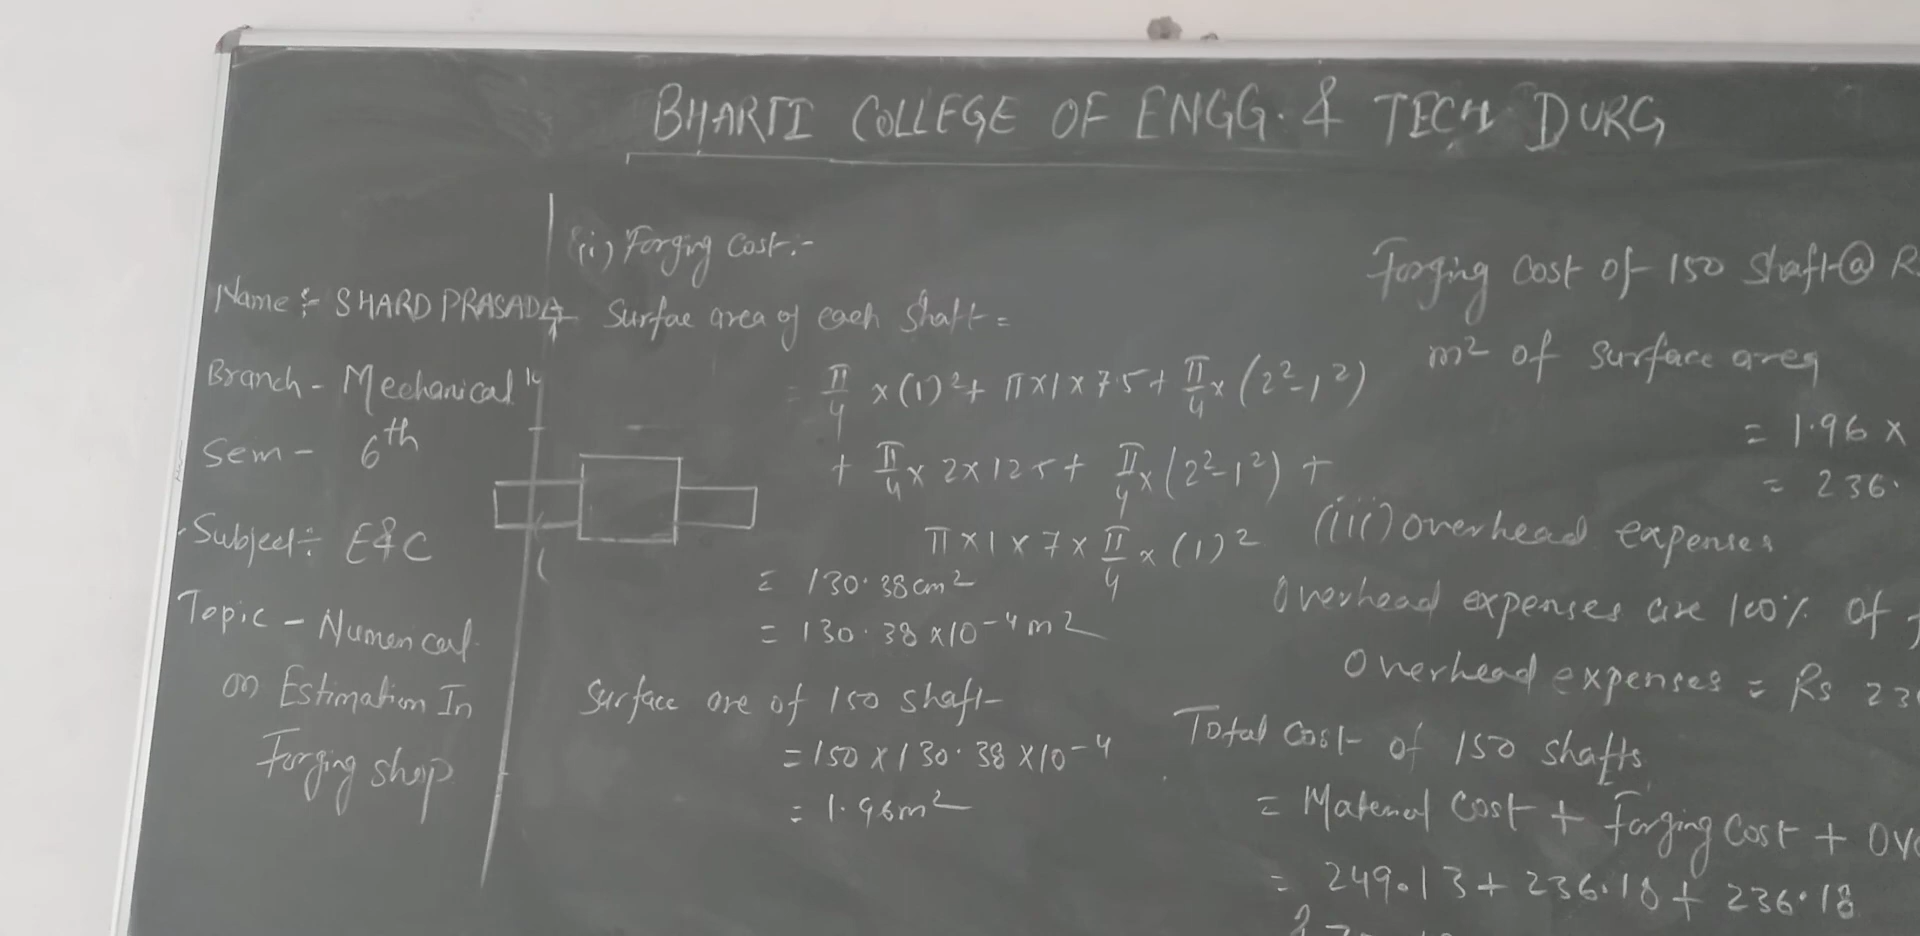 BHARTI COLLEGE OF ENGG. & TECH DURG
Name :- SHARD PRASAD
Branch - Mechanical
Sem - 6th
Subject :- E&C
Topic - Numerical
on Estimation In
Forging shop
(ii) Forging Cost :-
Surfae area of each Shaft =
= π/4 × (1)² + π×1×7.5 + π/4 × (2²-1²)
+ π/4 × 2×125 + π/4 × (2²-1²) +
π×1×7× π/4 × (1)²
= 130.38 cm²
= 130.38 ×10-⁴ m²
Surface are of 150 shaft
= 150 × 130.38 ×10-⁴
= 1.96m²
Forging Cost of 150 Shaft @ R
m² of surface area
= 1.96 ×
= 236.
(iii) overhead expenses
Overhead expenses are 100% of
Overhead expenses = Rs 23
Total Cost of 150 shafts
= Material Cost + Forging Cost + Ove
= 249.13 + 236.18 + 236.18